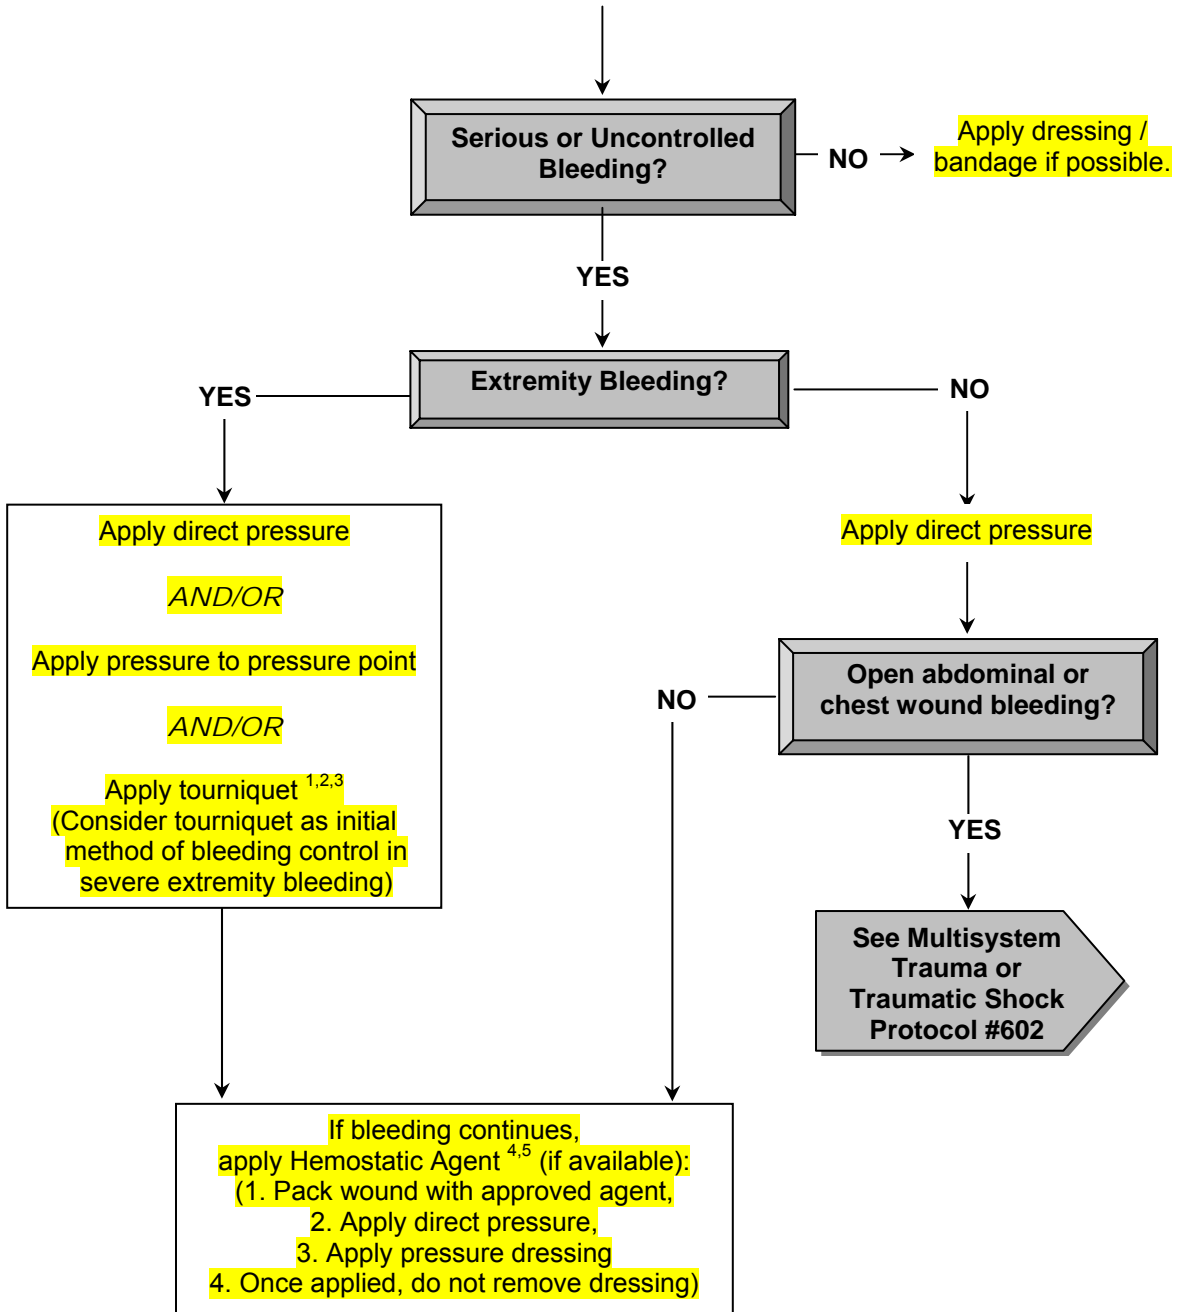 Serious or Uncontrolled
Bleeding?
NO
Apply dressing /
bandage if possible.
YES
Extremity Bleeding?
YES
NO
Apply direct pressure
AND/OR
Apply pressure to pressure point
AND/OR
Apply tourniquet 1,2,3
(Consider tourniquet as initial
method of bleeding control in
severe extremity bleeding)
Apply direct pressure
Open abdominal or
chest wound bleeding?
NO
YES
See Multisystem
Trauma or
Traumatic Shock
Protocol #602
If bleeding continues,
apply Hemostatic Agent 4,5 (if available):
(1. Pack wound with approved agent,
2. Apply direct pressure,
3. Apply pressure dressing
4. Once applied, do not remove dressing)